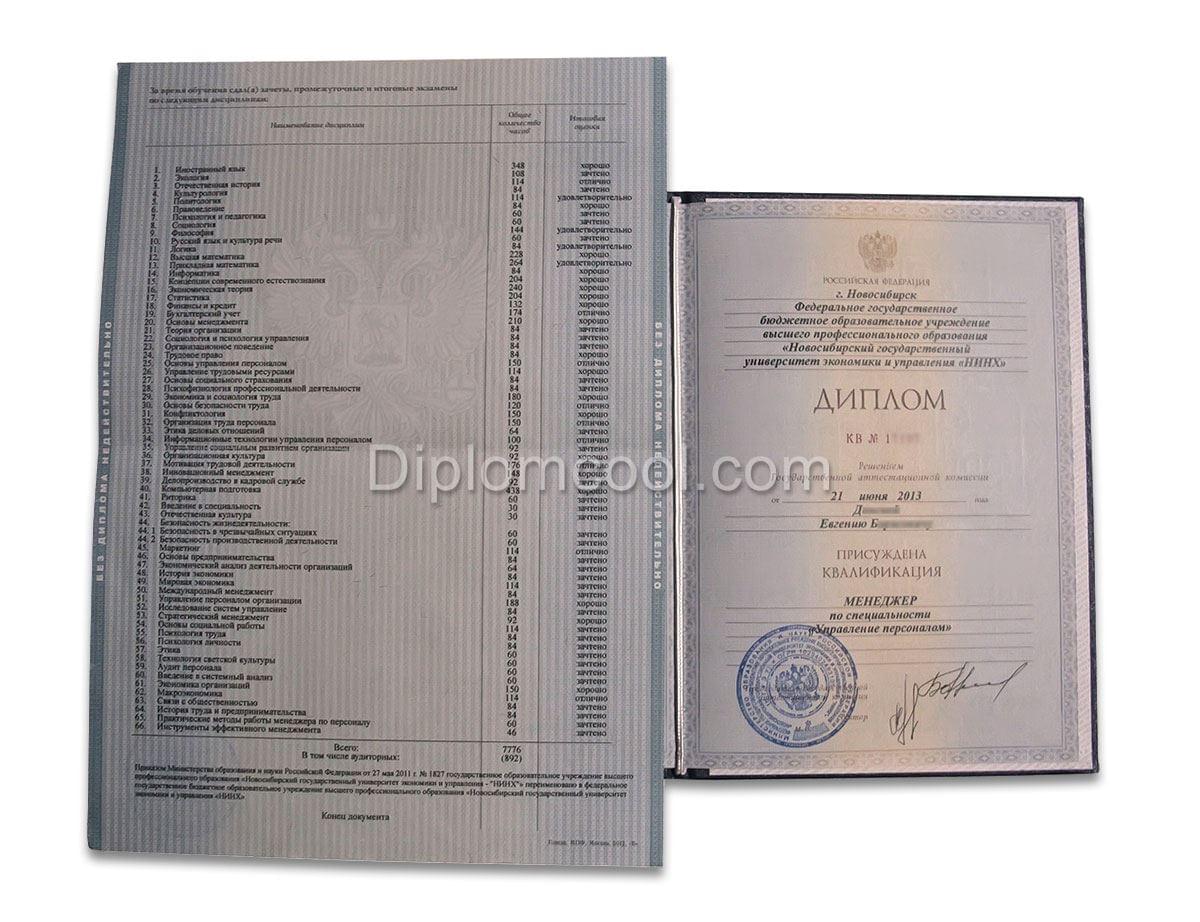 За время обучения сдал(а) зачеты, промежуточные и итоговые экзамены
по следующим дисциплинам:
Наименование дисциплин
Общее
количество
часов
Итоговая
оценка
1. Иностранный язык 348 хорошо
2. Экология 108 зачтено
3. Отечественная история 114 отлично
4. Культурология 84 зачтено
5. Политология 114 удовлетворительно
6. Правоведение 84 хорошо
7. Психология и педагогика 60 зачтено
8. Социология 60 зачтено
9. Философия 144 удовлетворительно
10. Русский язык и культура речи 60 зачтено
11. Логика 84 удовлетворительно
12. Высшая математика 228 хорошо
13. Прикладная математика 264 удовлетворительно
14. Информатика 84 хорошо
15. Концепции современного естествознания 204 хорошо
16. Экономическая теория 240 хорошо
17. Статистика 204 хорошо
18. Финансы и кредит 132 хорошо
19. Бухгалтерский учет 174 отлично
20. Основы менеджмента 210 хорошо
21. Теория организации 84 зачтено
22. Социология и психология управления 84 зачтено
23. Организационное поведение 84 зачтено
24. Трудовое право 84 хорошо
25. Основы управления персоналом 150 отлично
26. Управление трудовыми ресурсами 114 хорошо
27. Основы социального страхования 84 зачтено
28. Психофизиология профессиональной деятельности 84 зачтено
29. Экономика и социология труда 180 хорошо
30. Основы безопасности труда 120 отлично
31. Конфликтология 150 хорошо
32. Организация труда персонала 150 отлично
33. Этика деловых отношений 64 зачтено
34. Информационные технологии управления персоналом 100 отлично
35. Управление социальным развитием организации 92 зачтено
36. Организационная культура 92 хорошо
37. Мотивация трудовой деятельности 176 отлично
38. Инновационный менеджмент 148 хорошо
39. Делопроизводство в кадровой службе 92 зачтено
40. Компьютерная подготовка 438 хорошо
41. Риторика 60 зачтено
42. Введение в специальность 30 зачтено
43. Отечественная культура 30 зачтено
44. Безопасность жизнедеятельности:
44. 1 Безопасность в чрезвычайных ситуациях 60 зачтено
44. 2 Безопасность производственной деятельности 60 зачтено
45. Маркетинг 114 отлично
46. Основы предпринимательства 84 зачтено
47. Экономический анализ деятельности организаций 64 зачтено
48. История экономики 84 зачтено
49. Мировая экономика 114 зачтено
50. Международный менеджмент 84 зачтено
51. Управление персоналом организации 188 хорошо
52. Исследование систем управление 84 зачтено
53. Стратегический менеджмент 92 хорошо
54. Основы социальной работы 114 зачтено
55. Психология труда 84 зачтено
56. Психология личности 84 зачтено
57. Этика 60 зачтено
58. Технология светской культуры 60 зачтено
59. Аудит персонала 60 зачтено
60. Введение в системный анализ 60 зачтено
61. Экономика организаций 150 хорошо
62. Макроэкономика 114 отлично
63. Связи с общественностью 84 зачтено
64. История труда и предпринимательства 84 зачтено
65. Практические методы работы менеджера по персоналу 60 зачтено
66. Инструменты эффективного менеджмента 46 зачтено
Всего: 7776
В том числе аудиторных: (892)
Приказом Министерства образования и науки Российской Федерации от 27 мая 2011 г. № 1827 государственное образовательное учреждение высшего
профессионального образования «Новосибирский государственный университет экономики и управления - "НИНХ"» переименовано в федеральное
государственное бюджетное образовательное учреждение высшего профессионального образования «Новосибирский государственный университет
экономики и управления «НИНХ»
Конец документа
БЕЗ ДИПЛОМА НЕДЕЙСТВИТЕЛЬНО
БЕЗ ДИПЛОМА НЕДЕЙСТВИТЕЛЬНО
РОССИЙСКАЯ ФЕДЕРАЦИЯ
г. Новосибирск
Федеральное государственное
бюджетное образовательное учреждение
высшего профессионального образования
«Новосибирский государственный
университет экономики и управления «НИНХ»
ДИПЛОМ
КВ № 1
Решением
Государственной аттестационной комиссии
от 21 июня 2013 года
Евгению
ПРИСУЖДЕНА
КВАЛИФИКАЦИЯ
МЕНЕДЖЕР
по специальности
«Управление персоналом»
Diplomcool.com